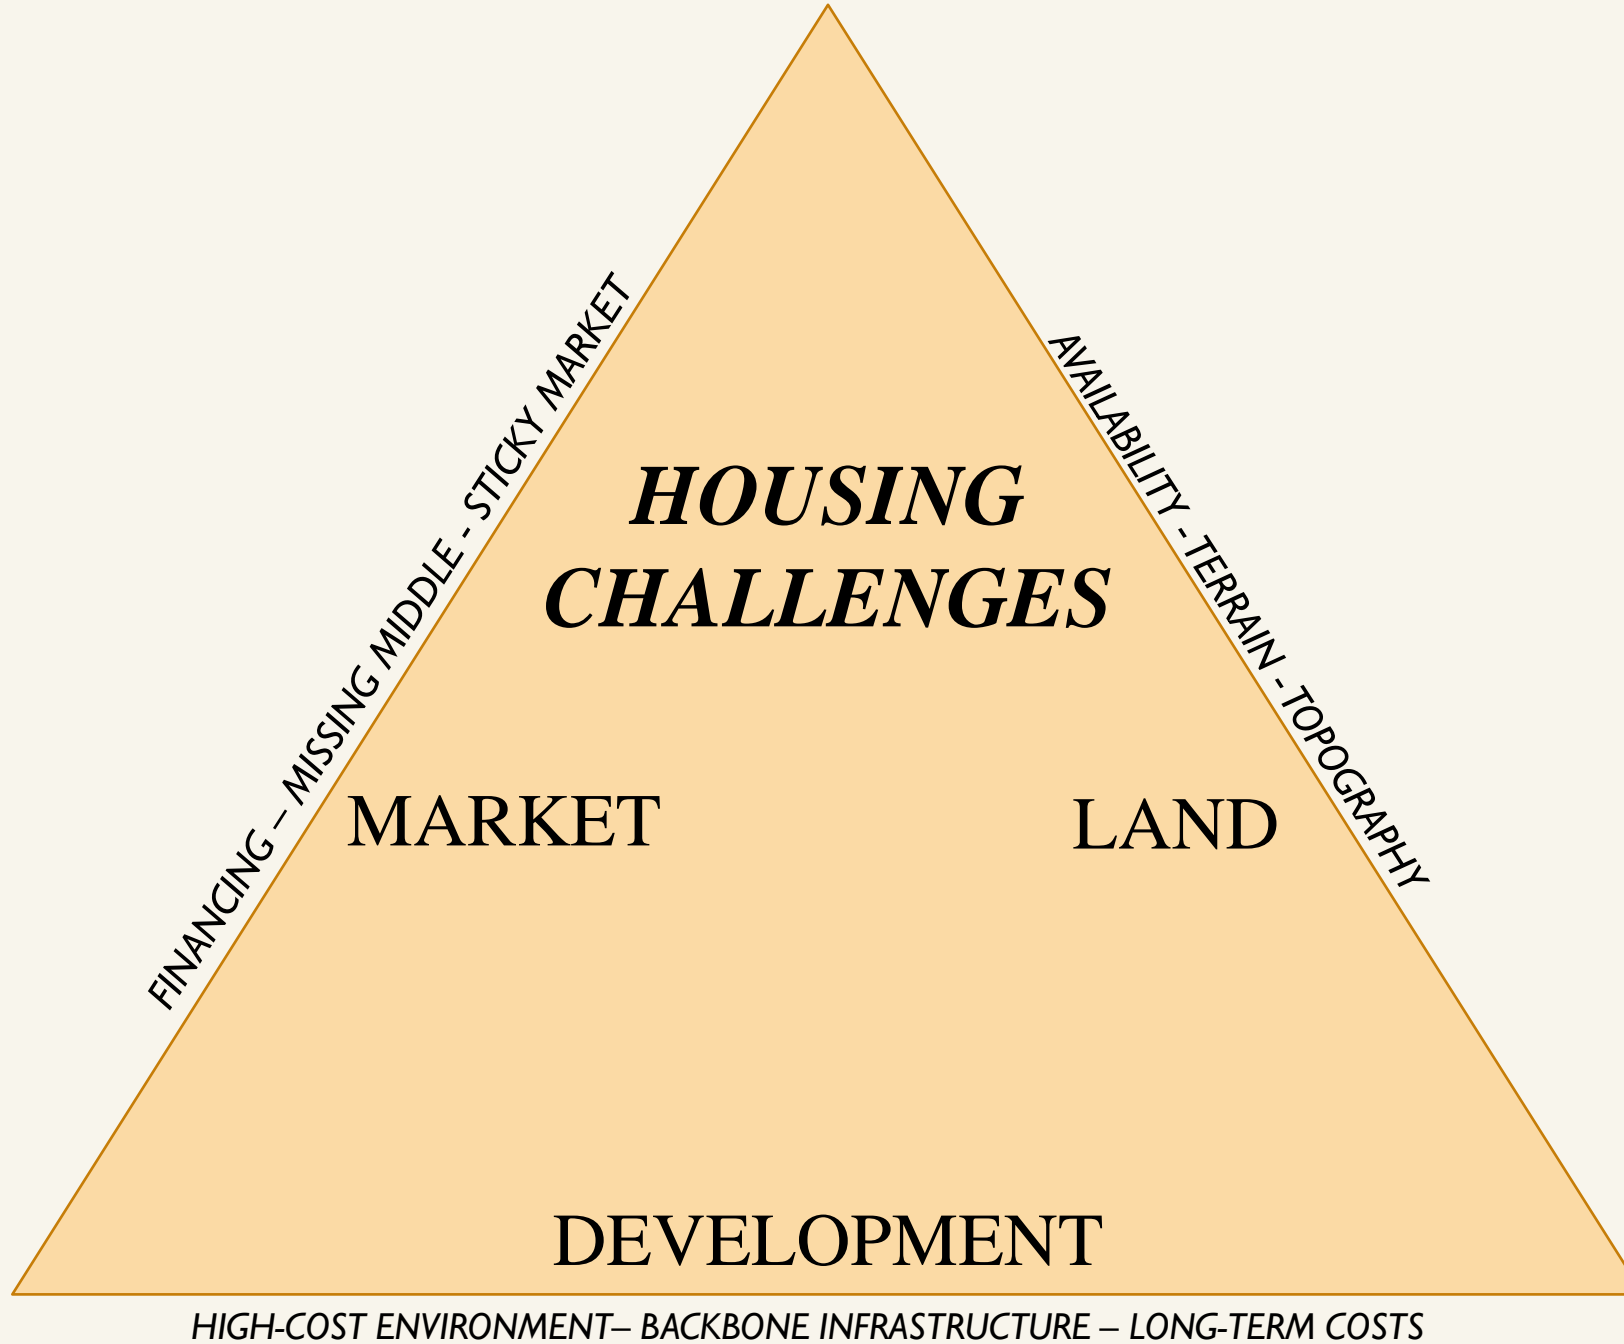 FINANCING – MISSING MIDDLE - STICKY MARKET
AVAILABILITY - TERRAIN - TOPOGRAPHY
HOUSING
CHALLENGES
MARKET
LAND
DEVELOPMENT
HIGH-COST ENVIRONMENT– BACKBONE INFRASTRUCTURE – LONG-TERM COSTS